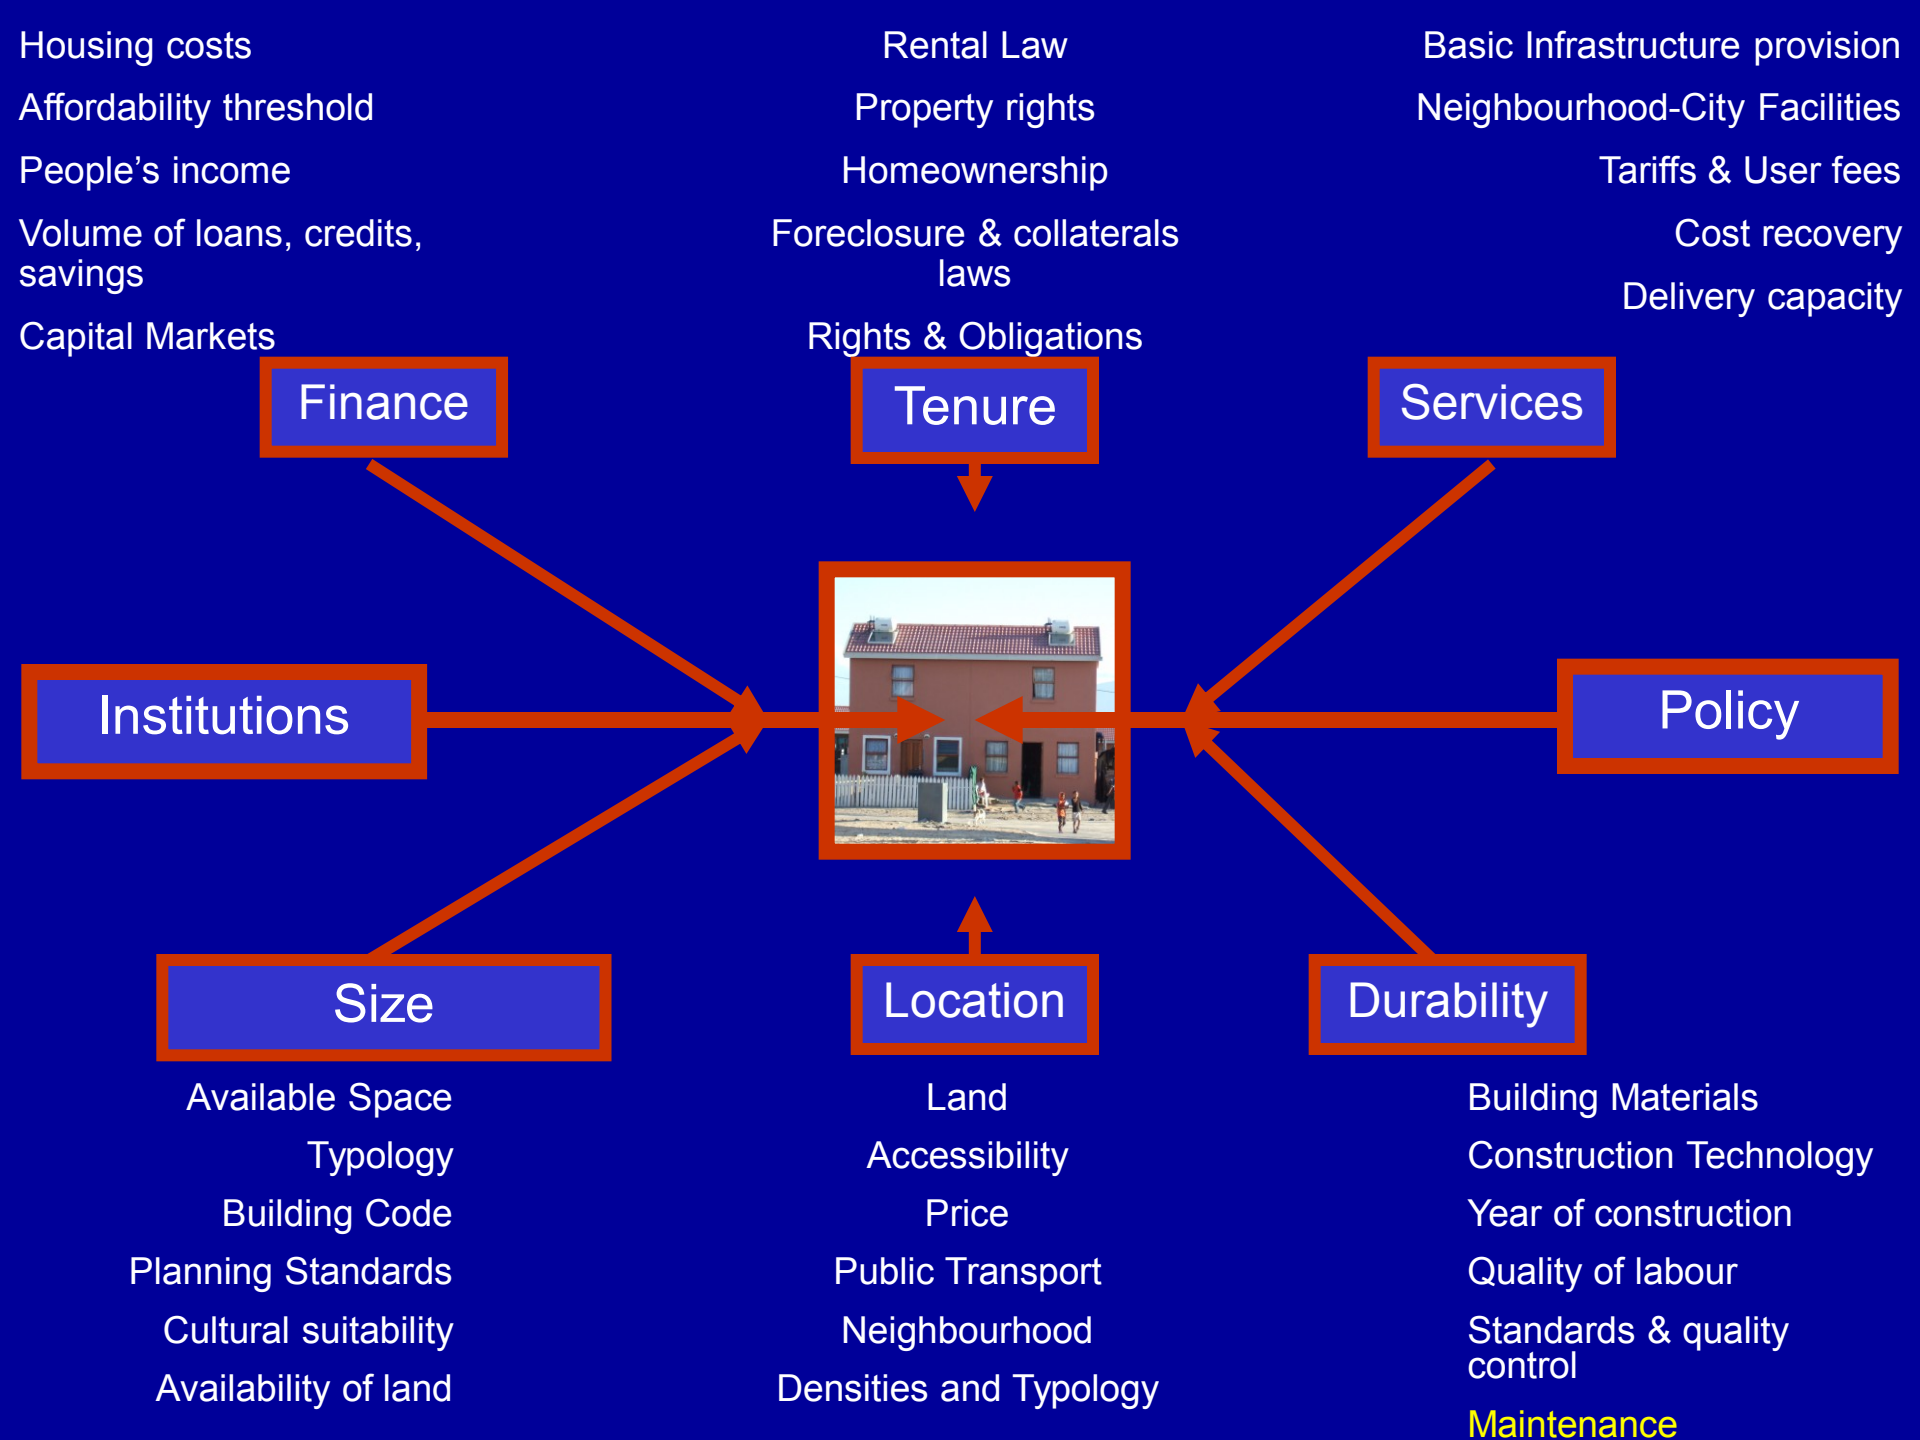 Housing costs
Affordability threshold
People’s income
Volume of loans, credits,
savings
Capital Markets
Rental Law
Property rights
Homeownership
Foreclosure & collaterals
laws
Rights & Obligations
Basic Infrastructure provision
Neighbourhood-City Facilities
Tariffs & User fees
Cost recovery
Delivery capacity
Finance
Tenure
Services
Institutions
Policy
Size
Location
Durability
Available Space
Typology
Building Code
Planning Standards
Cultural suitability
Availability of land
Land
Accessibility
Price
Public Transport
Neighbourhood
Densities and Typology
Building Materials
Construction Technology
Year of construction
Quality of labour
Standards & quality
control
Maintenance